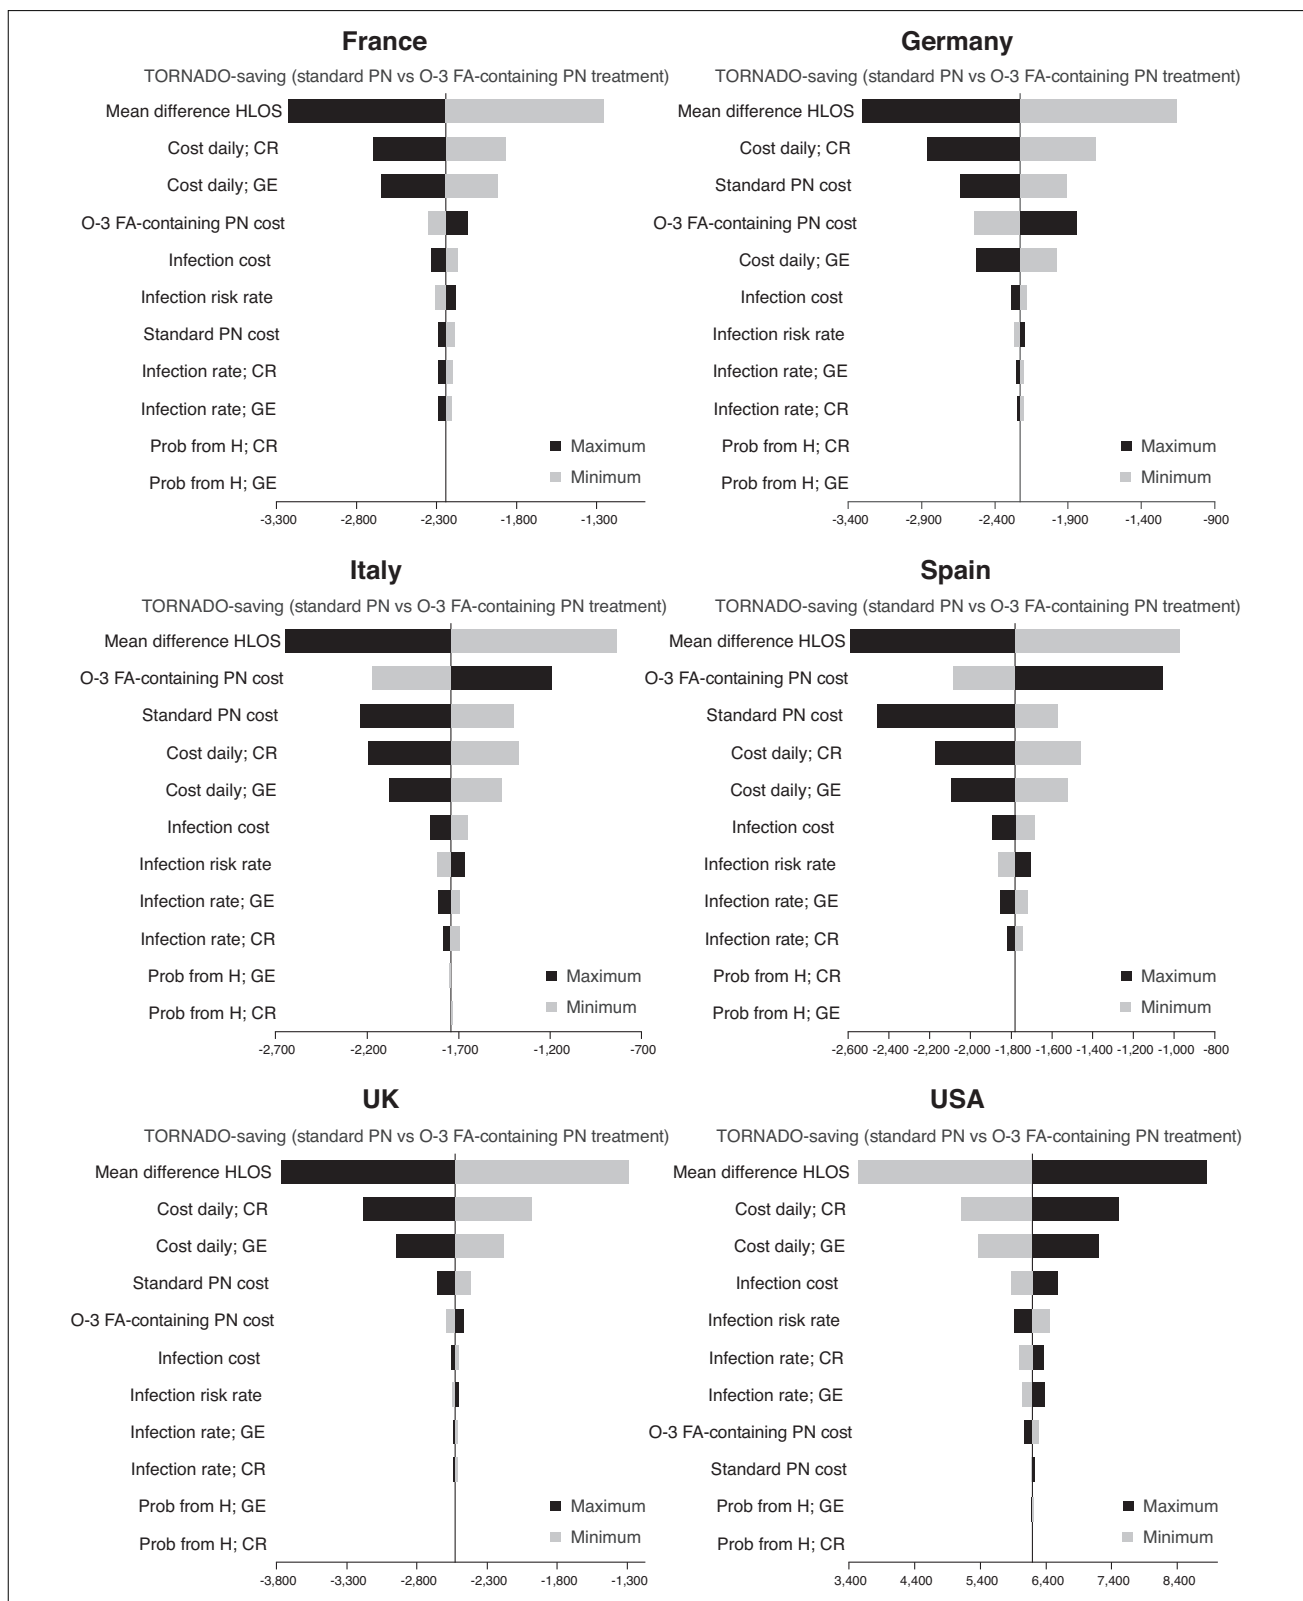 France
TORNADO-saving (standard PN vs O-3 FA-containing PN treatment)
Mean difference HLOS
Cost daily; CR
Cost daily; GE
O-3 FA-containing PN cost
Infection cost
Infection risk rate
Standard PN cost
Infection rate; CR
Infection rate; GE
Prob from H; CR
Prob from H; GE
Maximum
Minimum
-3,300 -2,800 -2,300 -1,800 -1,300
Germany
TORNADO-saving (standard PN vs O-3 FA-containing PN treatment)
Mean difference HLOS
Cost daily; CR
Standard PN cost
O-3 FA-containing PN cost
Cost daily; GE
Infection cost
Infection risk rate
Infection rate; GE
Infection rate; CR
Prob from H; CR
Prob from H; GE
Maximum
Minimum
-3,400 -2,900 -2,400 -1,900 -1,400 -900
Italy
TORNADO-saving (standard PN vs O-3 FA-containing PN treatment)
Mean difference HLOS
O-3 FA-containing PN cost
Standard PN cost
Cost daily; CR
Cost daily; GE
Infection cost
Infection risk rate
Infection rate; GE
Infection rate; CR
Prob from H; GE
Prob from H; CR
Maximum
Minimum
-2,700 -2,200 -1,700 -1,200 -700
Spain
TORNADO-saving (standard PN vs O-3 FA-containing PN treatment)
Mean difference HLOS
O-3 FA-containing PN cost
Standard PN cost
Cost daily; CR
Cost daily; GE
Infection cost
Infection risk rate
Infection rate; GE
Infection rate; CR
Prob from H; CR
Prob from H; GE
Maximum
Minimum
-2,600 -2,400 -2,200 -2,000 -1,800 -1,600 -1,400 -1,200 -1,000 -800
UK
TORNADO-saving (standard PN vs O-3 FA-containing PN treatment)
Mean difference HLOS
Cost daily; CR
Cost daily; GE
Standard PN cost
O-3 FA-containing PN cost
Infection cost
Infection risk rate
Infection rate; GE
Infection rate; CR
Prob from H; GE
Prob from H; CR
Maximum
Minimum
-3,800 -3,300 -2,800 -2,300 -1,800 -1,300
USA
TORNADO-saving (standard PN vs O-3 FA-containing PN treatment)
Mean difference HLOS
Cost daily; CR
Cost daily; GE
Infection cost
Infection risk rate
Infection rate; CR
Infection rate; GE
O-3 FA-containing PN cost
Standard PN cost
Prob from H; GE
Prob from H; CR
Maximum
Minimum
3,400 4,400 5,400 6,400 7,400 8,400